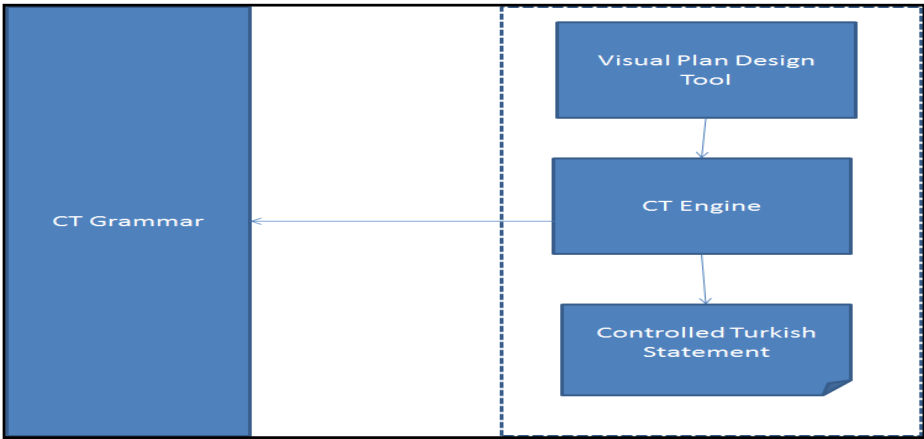 CT Grammar
Visual Plan Design
Tool
CT Engine
Controlled Turkish
Statement